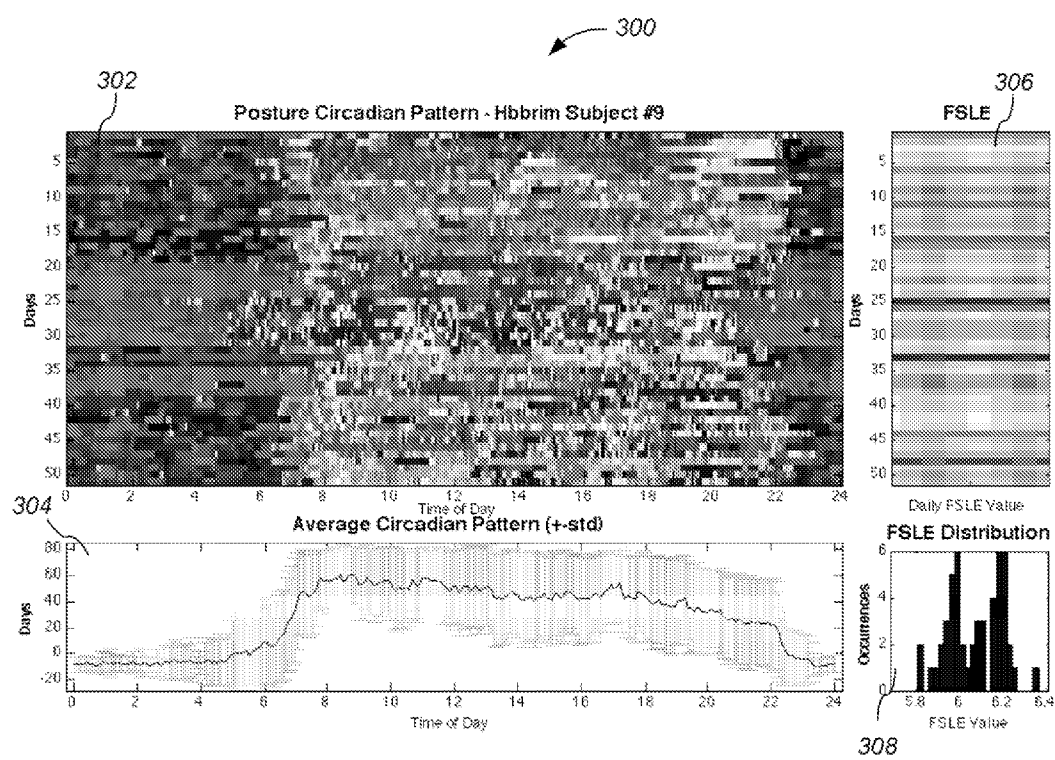 300
302
306
Posture Circadian Pattern - Hbbrim Subject #9
FSLE
Days
5
10
15
20
25
30
35
40
45
50
0 2 4 6 8 10 12 14 16 18 20 22 24
Time of Day
Days
5
10
15
20
25
30
35
40
45
50
Daily FSLE Value
304
Average Circadian Pattern (+-std)
Days
80
60
40
20
0
-20
0 2 4 6 8 10 12 14 16 18 20 22 24
Time of Day
FSLE Distribution
Occurrences
6
4
2
0
5.8 6 6.2 6.4
FSLE Value
308